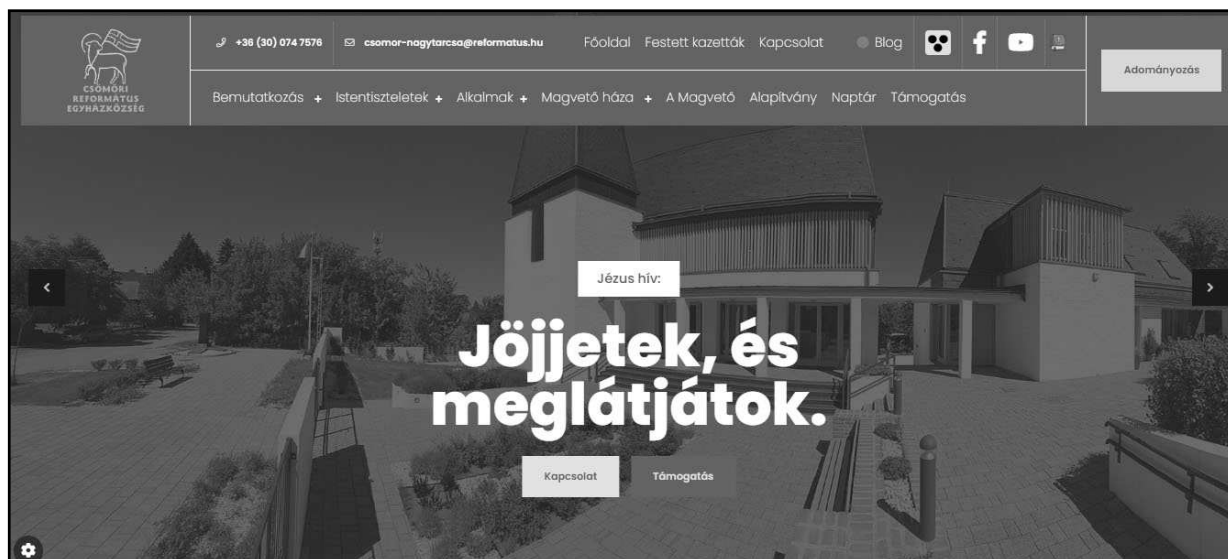 CSÖMÖRI
REFORMÁTUS
EGYHÁZKÖZSÉG
+36 (30) 074 7576
csomor-nagytarcsa@reformatus.hu
Főoldal Festett kazetták Kapcsolat Blog
Adományozás
Bemutatkozás + Istentiszteletek + Alkalmak + Magvető háza + A Magvető Alapítvány Naptár Támogatás
Jézus hív:
Jöjjetek, és
meglátjátok.
Kapcsolat Támogatás